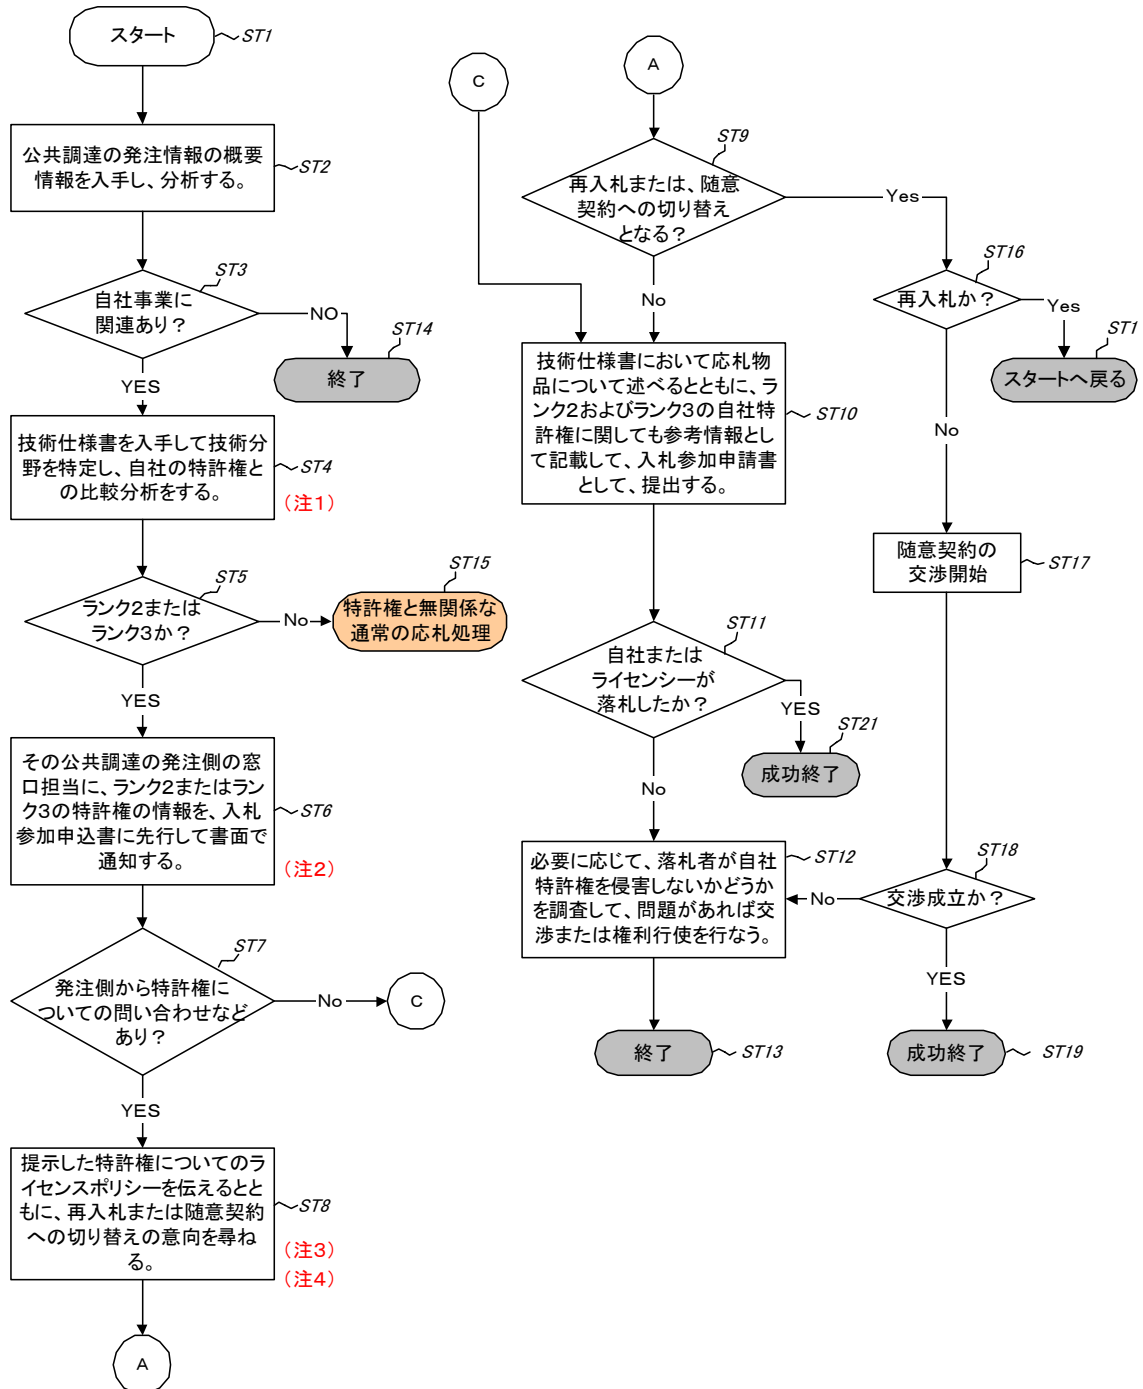 スタート
ST1
公共調達の発注情報の概要
情報を入手し、分析する。
ST2
ST3
自社事業に
関連あり？
NO
ST14
終了
YES
技術仕様書を入手して技術分
野を特定し、自社の特許権と
の比較分析をする。
ST4
（注1）
ST5
ランク2または
ランク3か？
No
ST15
特許権と無関係な
通常の応札処理
YES
その公共調達の発注側の窓
口担当に、ランク2またはラン
ク3の特許権の情報を、入札
参加申込書に先行して書面で
通知する。
ST6
（注2）
ST7
発注側から特許権に
ついての問い合わせなど
あり？
No
C
YES
提示した特許権についてのラ
イセンスポリシーを伝えるとと
もに、再入札または随意契約
への切り替えの意向を尋ね
る。
ST8
（注3）
（注4）
A
C
A
ST9
再入札または、随意
契約への切り替え
となる？
Yes
No
技術仕様書において応札物
品について述べるとともに、ラ
ンク2およびランク3の自社特
許権に関しても参考情報とし
て記載して、入札参加申請書
として、提出する。
ST10
ST11
自社または
ライセンシーが
落札したか？
YES
ST21
成功終了
No
必要に応じて、落札者が自社
特許権を侵害しないかどうか
を調査して、問題があれば交
渉または権利行使を行なう。
ST12
終了
ST13
ST16
再入札か？
Yes
ST1
スタートへ戻る
No
随意契約の
交渉開始
ST17
ST18
交渉成立か？
No
YES
成功終了
ST19